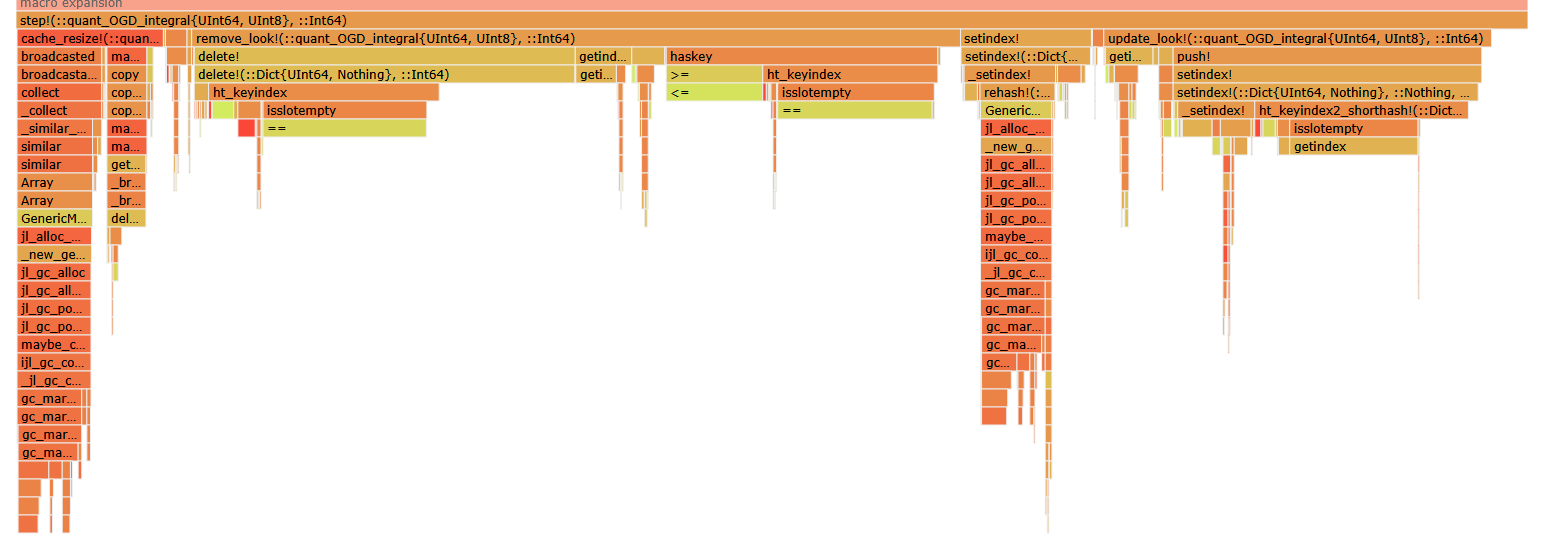 macro expansion
step!(::quant_OGD_integral{UInt64, UInt8}, ::Int64)
cache_resize!(::quan... remove_look!(::quant_OGD_integral{UInt64, UInt8}, ::Int64) setindex! update_look!(::quant_OGD_integral{UInt64, UInt8}, ::Int64)
broadcasted ma... delete! getind... haskey setindex!(::Dict{... geti... push!
broadcasta... copy delete!(::Dict{UInt64, Nothing}, ::Int64) geti... >= ht_keyindex _setindex! setindex!
collect cop... ht_keyindex <= isslotempty rehash!(:... setindex!(::Dict{UInt64, Nothing}, ::Nothing, ...
_collect cop... isslotempty == Generic... _setindex! ht_keyindex2_shorthash!(::Dict...
_similar_... ma... == jl_alloc_... isslotempty
similar ma... _new_g... getindex
similar get... jl_gc_all...
Array _br... jl_gc_all...
Array _br... jl_gc_po...
GenericM... del... jl_gc_po...
jl_alloc_... maybe_...
_new_ge... ijl_gc_co...
jl_gc_alloc _jl_gc_c...
jl_gc_all... gc_mar...
jl_gc_po... gc_mar...
jl_gc_po... gc_mar...
maybe_c... gc_ma...
ijl_gc_co... gc...
_jl_gc_c...
gc_mar...
gc_mar...
gc_mar...
gc_ma...